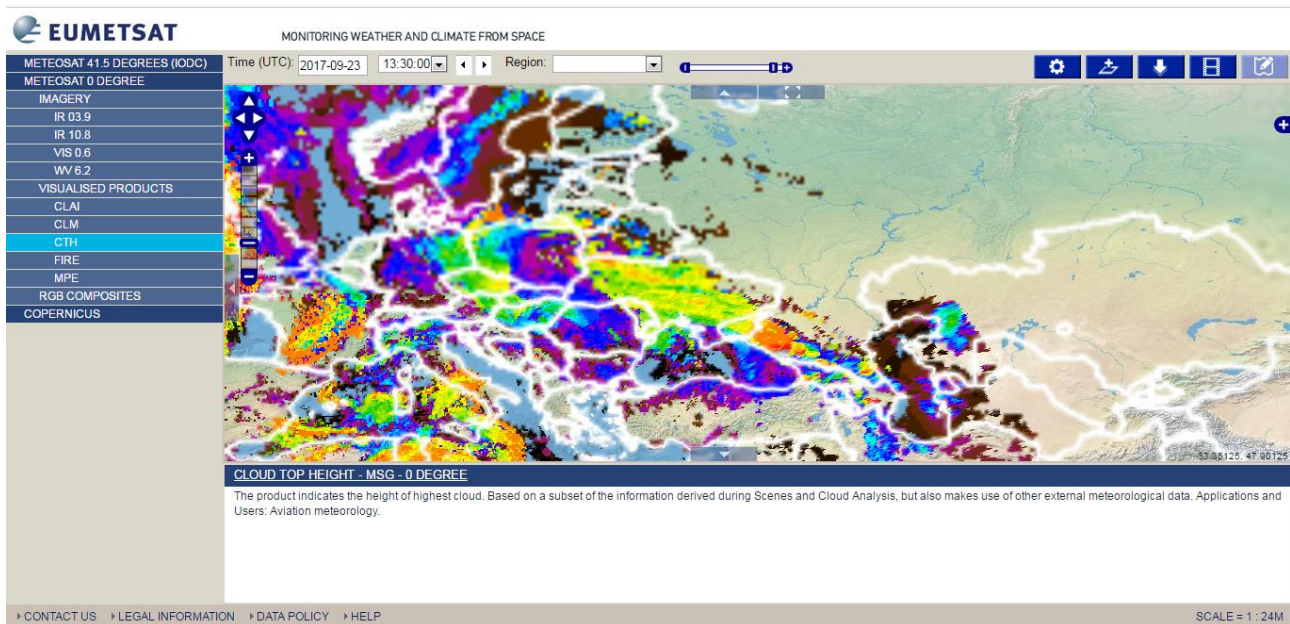 EUMETSAT
MONITORING WEATHER AND CLIMATE FROM SPACE
Time (UTC): 2017-09-23 13:30:00 Region:
METEOSAT 41.5 DEGREES (IODC)
METEOSAT 0 DEGREE
IMAGERY
IR 03.9
IR 10.8
VIS 0.6
WV 6.2
VISUALISED PRODUCTS
CLAI
CLM
CTH
FIRE
MPE
RGB COMPOSITES
COPERNICUS
CLOUD TOP HEIGHT - MSG - 0 DEGREE
The product indicates the height of highest cloud. Based on a subset of the information derived during Scenes and Cloud Analysis, but also makes use of other external meteorological data. Applications and
Users: Aviation meteorology.
CONTACT US LEGAL INFORMATION DATA POLICY HELP
SCALE = 1 : 24M